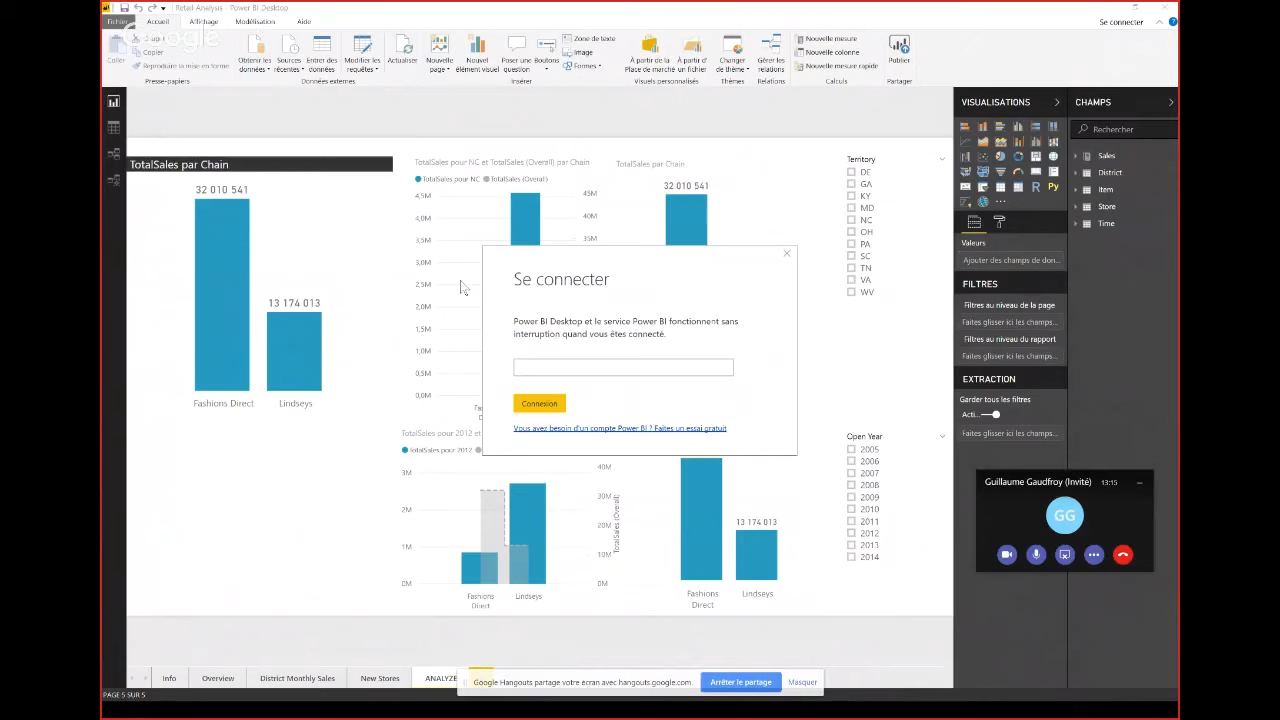 Retail Analysis - Power BI Desktop
Fichier
Accueil
Affichage
Modélisation
Aide
Se connecter
Google
Coller
Copier
Reproduire la mise en forme
Presse-papiers
Obtenir les données
Sources récentes
Entrer des données
Données externes
Modifier les requêtes
Actualiser
Nouvelle page
Nouvel élément visuel
Poser une question
Boutons
Zone de texte
Image
Formes
Insérer
À partir de la Place de marché
À partir d'un fichier
Visuels personnalisés
Changer de thème
Thèmes
Gérer les relations
Relations
Nouvelle mesure
Nouvelle colonne
Nouvelle mesure rapide
Calculs
Publier
Partager
TotalSales par Chain
32 010 541
13 174 013
Fashions Direct
Lindseys
TotalSales pour NC et TotalSales (Overall) par Chain
TotalSales pour NC
TotalSales (Overall)
4,5M
4,0M
3,5M
3,0M
2,5M
2,0M
1,5M
1,0M
0,5M
0,0M
45M
40M
35M
TotalSales par Chain
32 010 541
Se connecter
Power BI Desktop et le service Power BI fonctionnent sans
interruption quand vous êtes connecté.
Connexion
Vous avez besoin d'un compte Power BI ? Faites un essai gratuit
TotalSales pour 2012 et
TotalSales pour 2012
3M
2M
1M
0M
40M
30M
20M
10M
0M
TotalSales (Overall)
Fashions
Direct
Lindseys
13 174 013
Fashions
Direct
Lindseys
Territory
DE
GA
KY
MD
NC
OH
PA
SC
TN
VA
WV
Open Year
2005
2006
2007
2008
2009
2010
2011
2012
2013
2014
VISUALISATIONS
R
Py
Valeurs
Ajouter des champs de don...
FILTRES
Filtres au niveau de la page
Faites glisser ici les champs...
Filtres au niveau du rapport
Faites glisser ici les champs...
EXTRACTION
Garder tous les filtres
Acti...
Faites glisser ici les champs...
CHAMPS
Rechercher
Sales
District
Item
Store
Time
Guillaume Gaudfroy (Invité)
13:15
GG
Info
Overview
District Monthly Sales
New Stores
ANALYZE
Google Hangouts partage votre écran avec hangouts.google.com.
Arrêter le partage
Masquer
PAGE 5 SUR 5